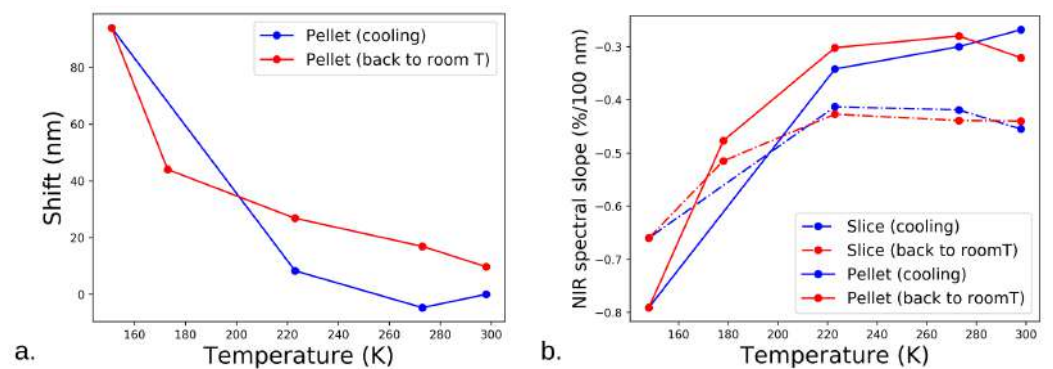 Pellet (cooling)
Pellet (back to room T)
80
60
40
20
0
Shift (nm)
160 180 200 220 240 260 280 300
Temperature (K)
a.
−0.3
−0.4
−0.5
−0.6
−0.7
−0.8
NIR spectral slope (%/100 nm)
Slice (cooling)
Slice (back to roomT)
Pellet (cooling)
Pellet (back to roomT)
160 180 200 220 240 260 280 300
Temperature (K)
b.